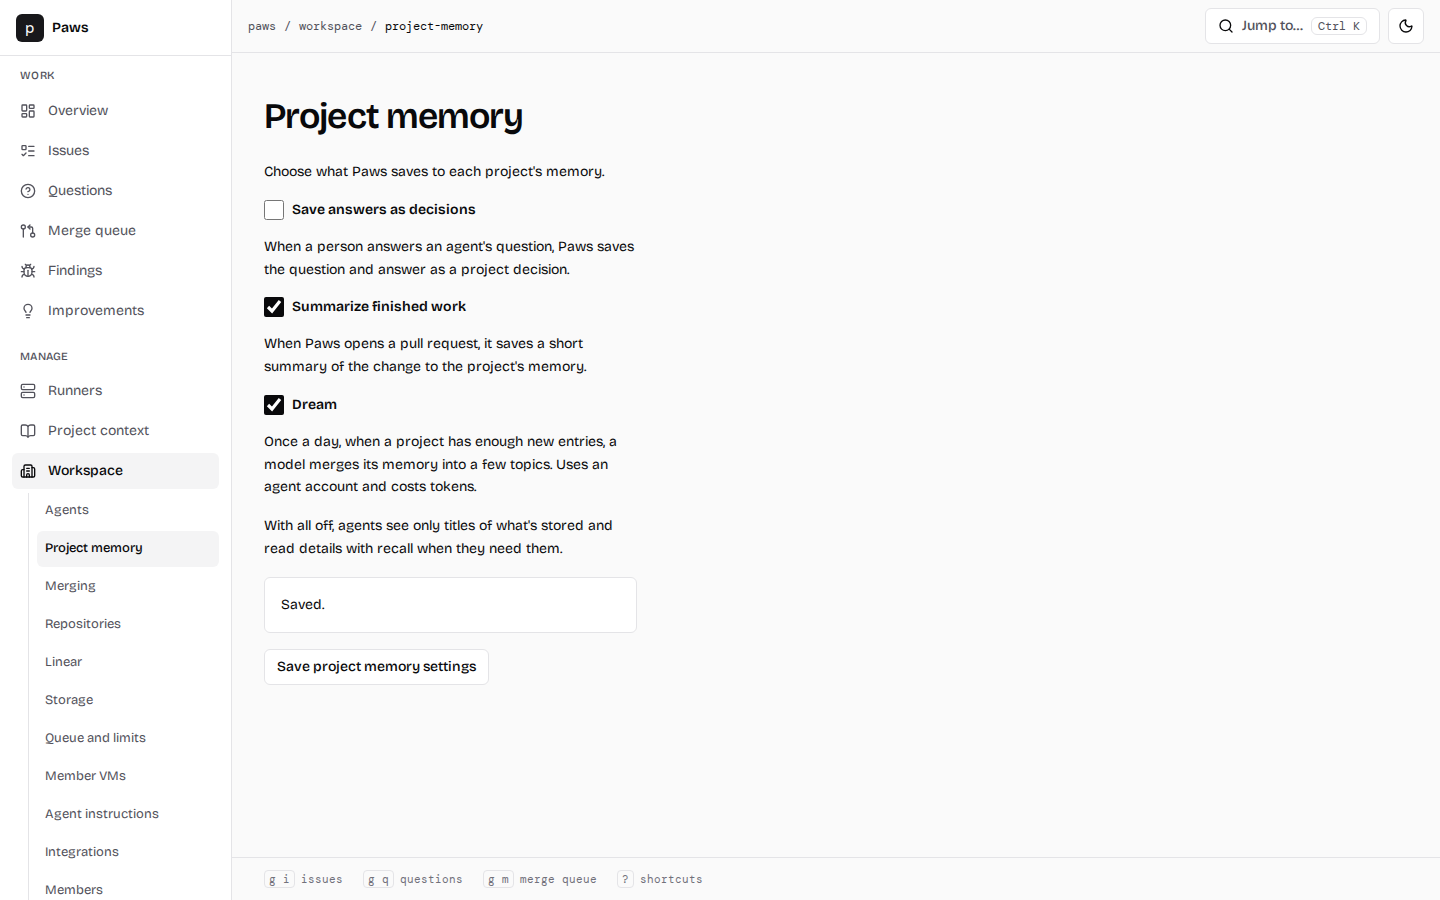 p Paws
paws / workspace / project-memory
Jump to... Ctrl K
WORK
Overview
Issues
Questions
Merge queue
Findings
Improvements
MANAGE
Runners
Project context
Workspace
Agents
Project memory
Merging
Repositories
Linear
Storage
Queue and limits
Member VMs
Agent instructions
Integrations
Members
Project memory
Choose what Paws saves to each project's memory.
Save answers as decisions
When a person answers an agent's question, Paws saves
the question and answer as a project decision.
Summarize finished work
When Paws opens a pull request, it saves a short
summary of the change to the project's memory.
Dream
Once a day, when a project has enough new entries, a
model merges its memory into a few topics. Uses an
agent account and costs tokens.
With all off, agents see only titles of what's stored and
read details with recall when they need them.
Saved.
Save project memory settings
g i issues g q questions g m merge queue ? shortcuts